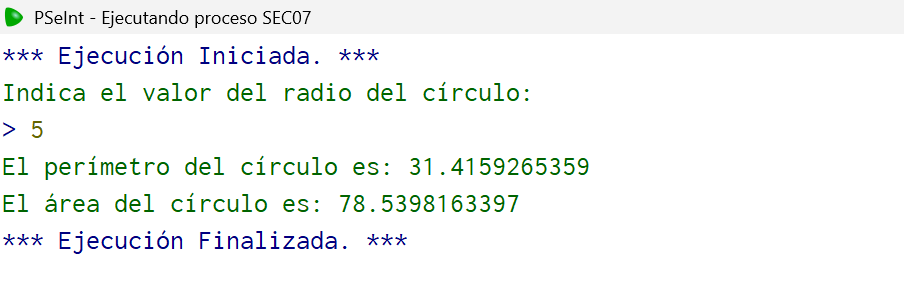 PSeInt - Ejecutando proceso SEC07
*** Ejecución Iniciada. ***
Indica el valor del radio del círculo:
> 5
El perímetro del círculo es: 31.4159265359
El área del círculo es: 78.5398163397
*** Ejecución Finalizada. ***